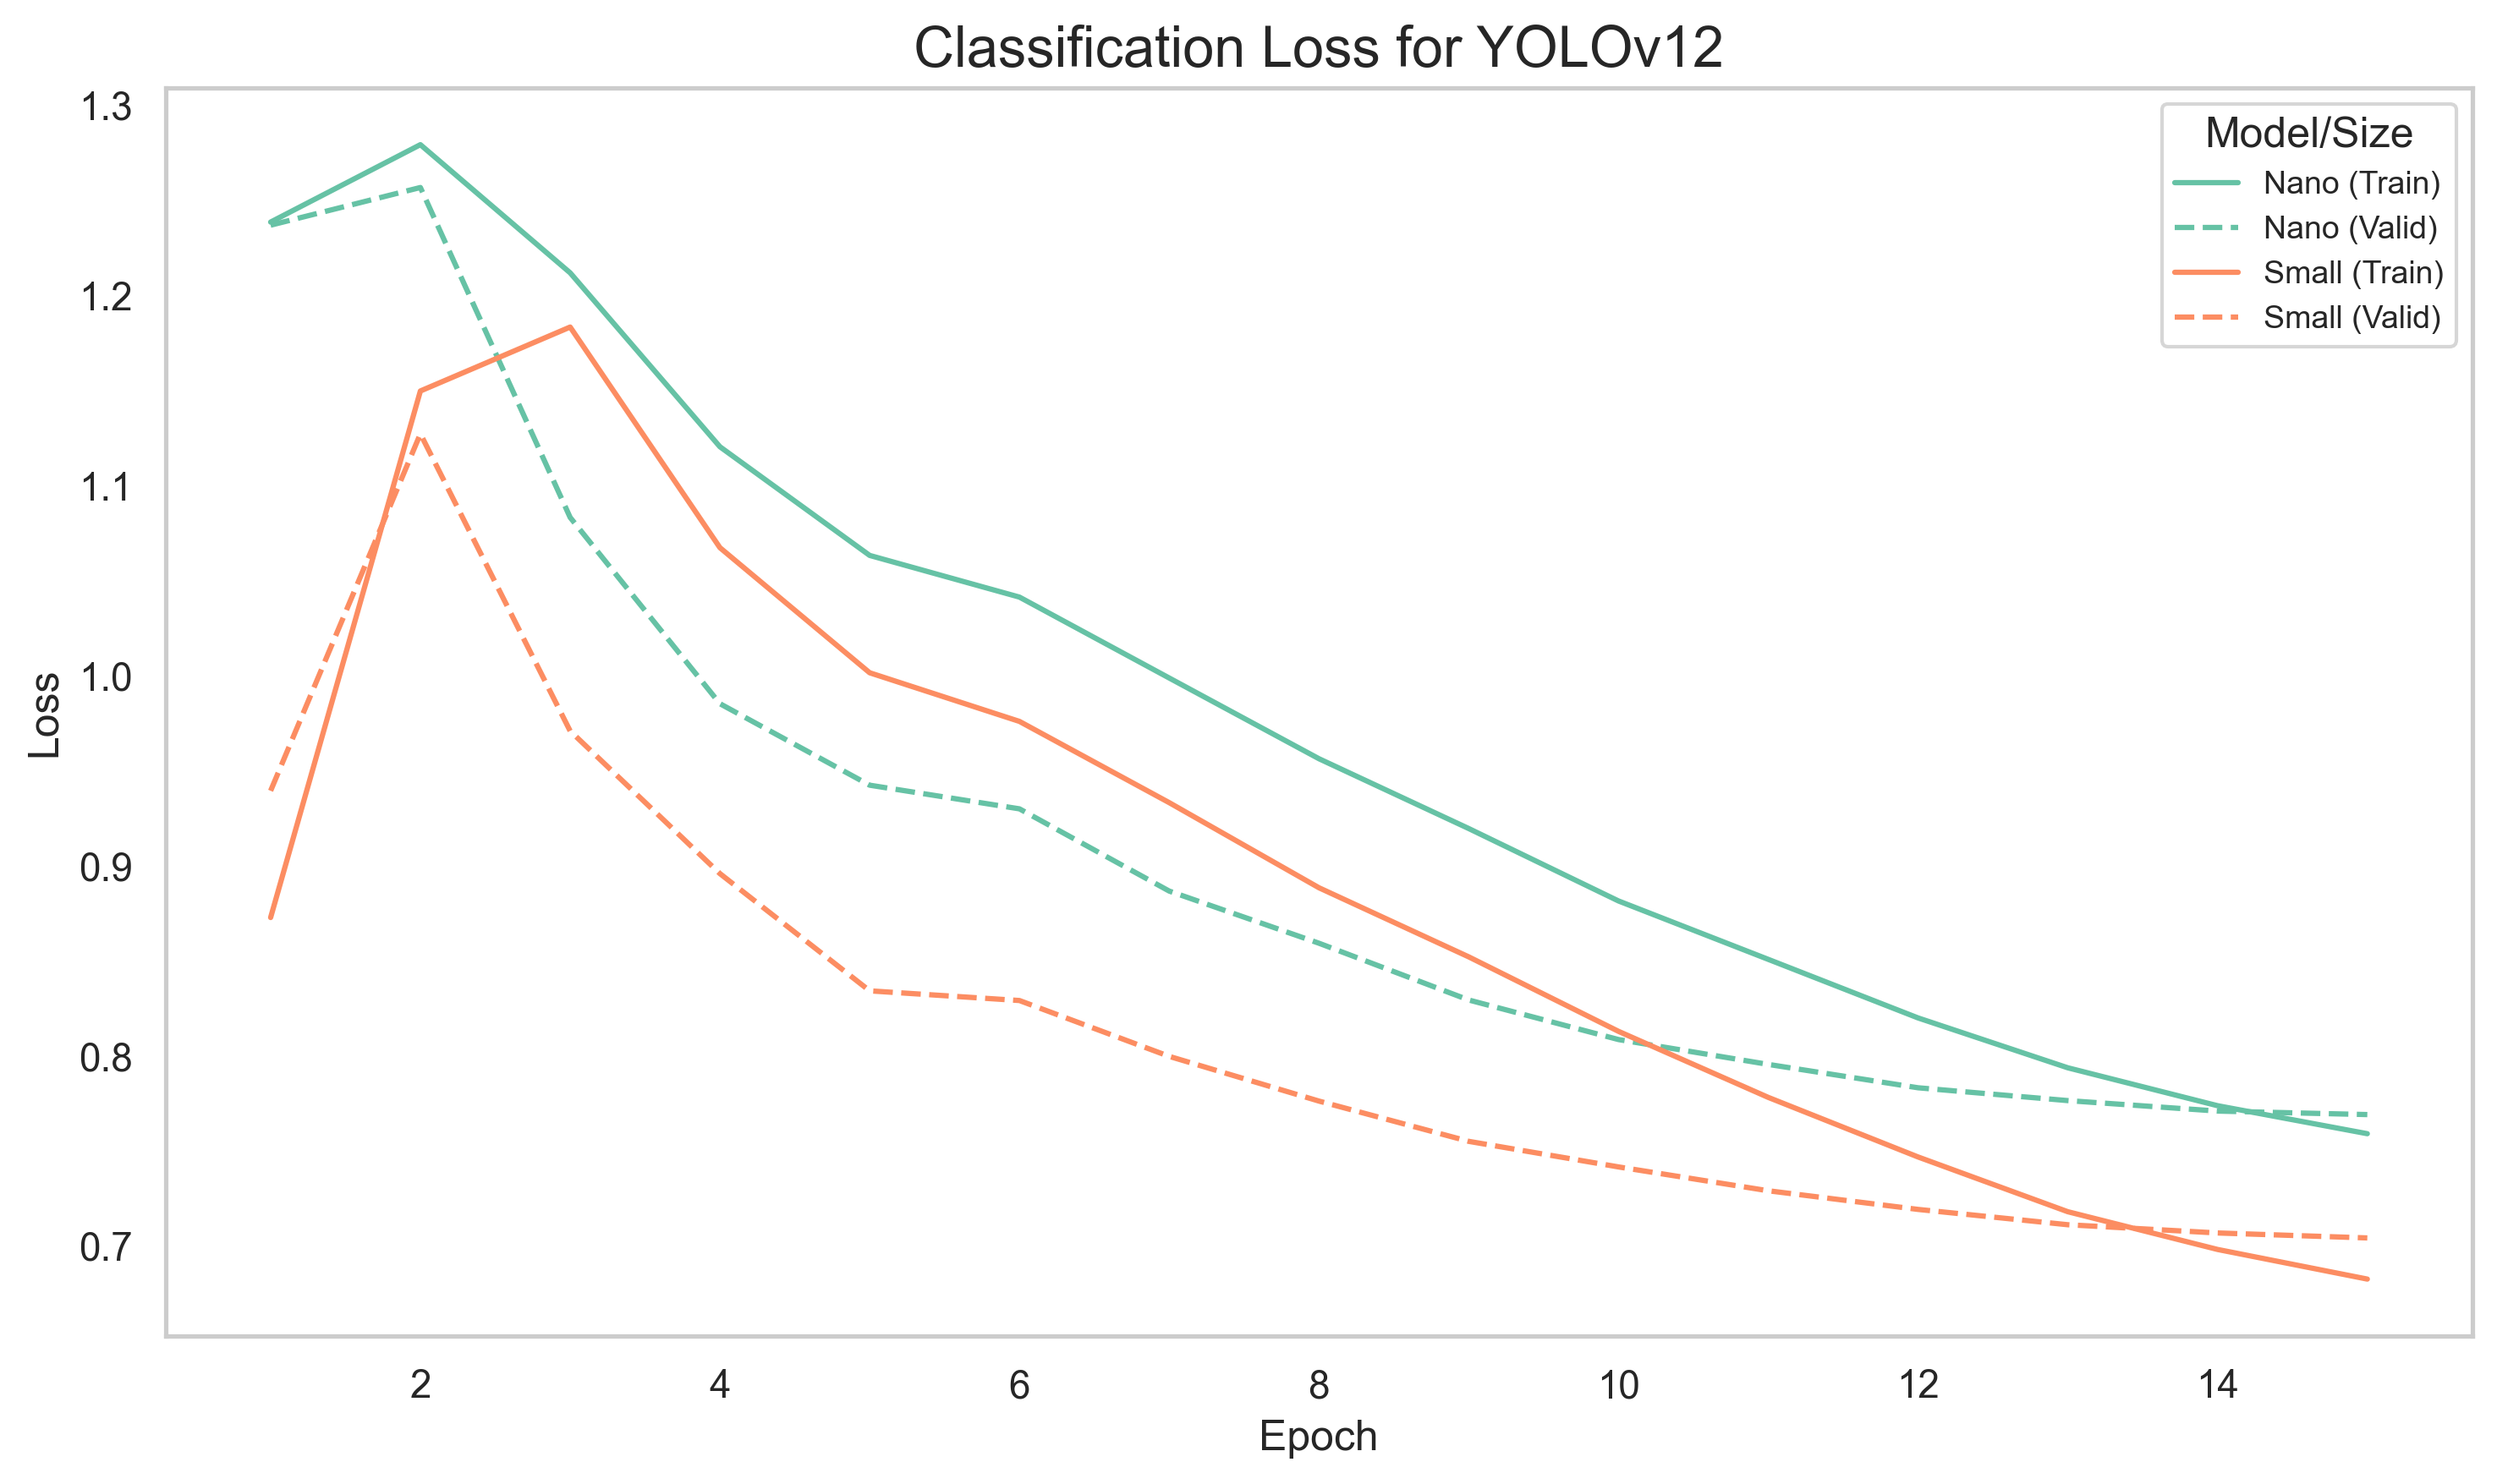 Classification Loss for YOLOv12
Model/Size
Nano (Train)
Nano (Valid)
Small (Train)
Small (Valid)
Loss
1.3
1.2
1.1
1.0
0.9
0.8
0.7
2 4 6 8 10 12 14
Epoch